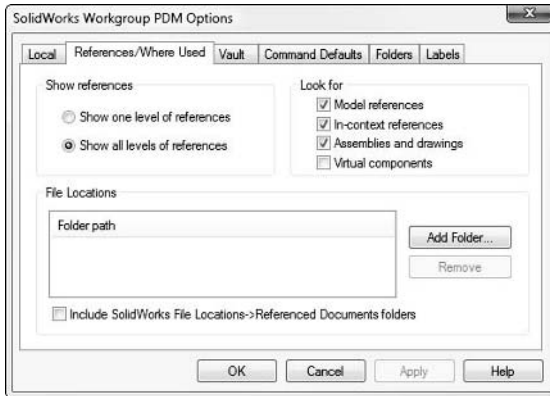 SolidWorks Workgroup PDM Options
Local References/Where Used Vault Command Defaults Folders Labels
Show references
Show one level of references
Show all levels of references
Look for
Model references
In-context references
Assemblies and drawings
Virtual components
File Locations
Folder path
Add Folder...
Remove
Include SolidWorks File Locations->Referenced Documents folders
OK Cancel Apply Help